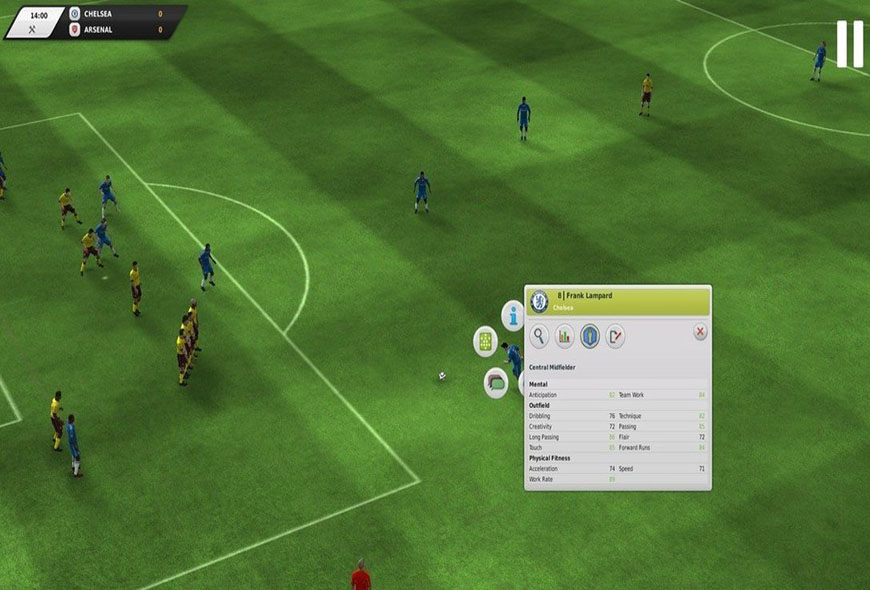 14:00 CHELSEA 0
ARSENAL 0
8 | Frank Lampard
Chelsea
Central Midfielder
Mental
Anticipation 82 Team Work 84
Outfield
Dribbling 76 Technique 82
Creativity 72 Passing 85
Long Passing 86 Flair 72
Touch 85 Forward Runs 84
Physical Fitness
Acceleration 74 Speed 71
Work Rate 89